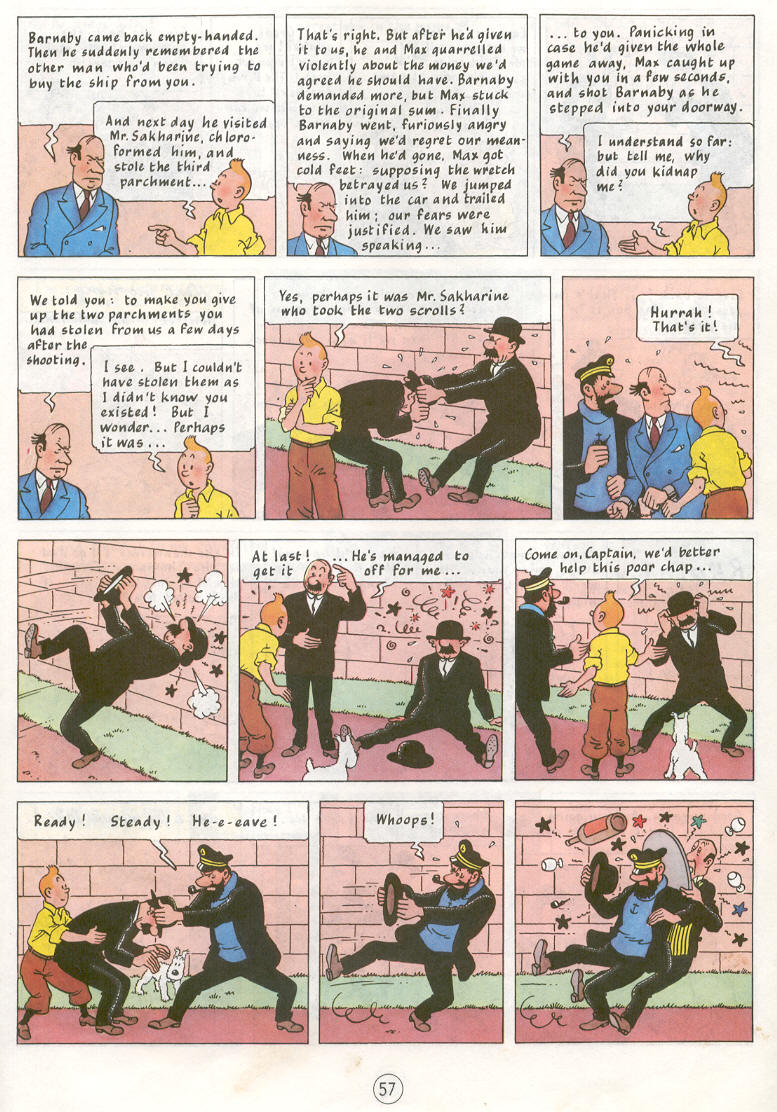 Barnaby came back empty-handed.
Then he suddenly remembered the
other man who'd been trying to
buy the ship from you.
And next day he visited
Mr. Sakharine, chloro-
formed him, and
stole the third
parchment...
That's right. But after he'd given
it to us, he and Max quarrelled
violently about the money we'd
agreed he should have. Barnaby
demanded more, but Max stuck
to the original sum. Finally
Barnaby went, furiously angry
and saying we'd regret our mean-
ness. When he'd gone, Max got
cold feet: supposing the wretch
betrayed us? We jumped
into the car and trailed
him; our fears were
justified. We saw him
speaking...
... to you. Panicking in
case he'd given the whole
game away, Max caught up
with you in a few seconds,
and shot Barnaby as he
stepped into your doorway.
I understand so far:
but tell me, why
did you kidnap
me?
We told you: to make you give
up the two parchments you
had stolen from us a few days
after the
shooting.
I see. But I couldn't
have stolen them as
I didn't know you
existed! But I
wonder... Perhaps
it was...
Yes, perhaps it was Mr. Sakharine
who took the two scrolls?
Hurrah!
That's it!
At last! ...He's managed to
get it off for me...
Come on, Captain, we'd better
help this poor chap...
Ready! Steady! He-e-eave!
Whoops!
57